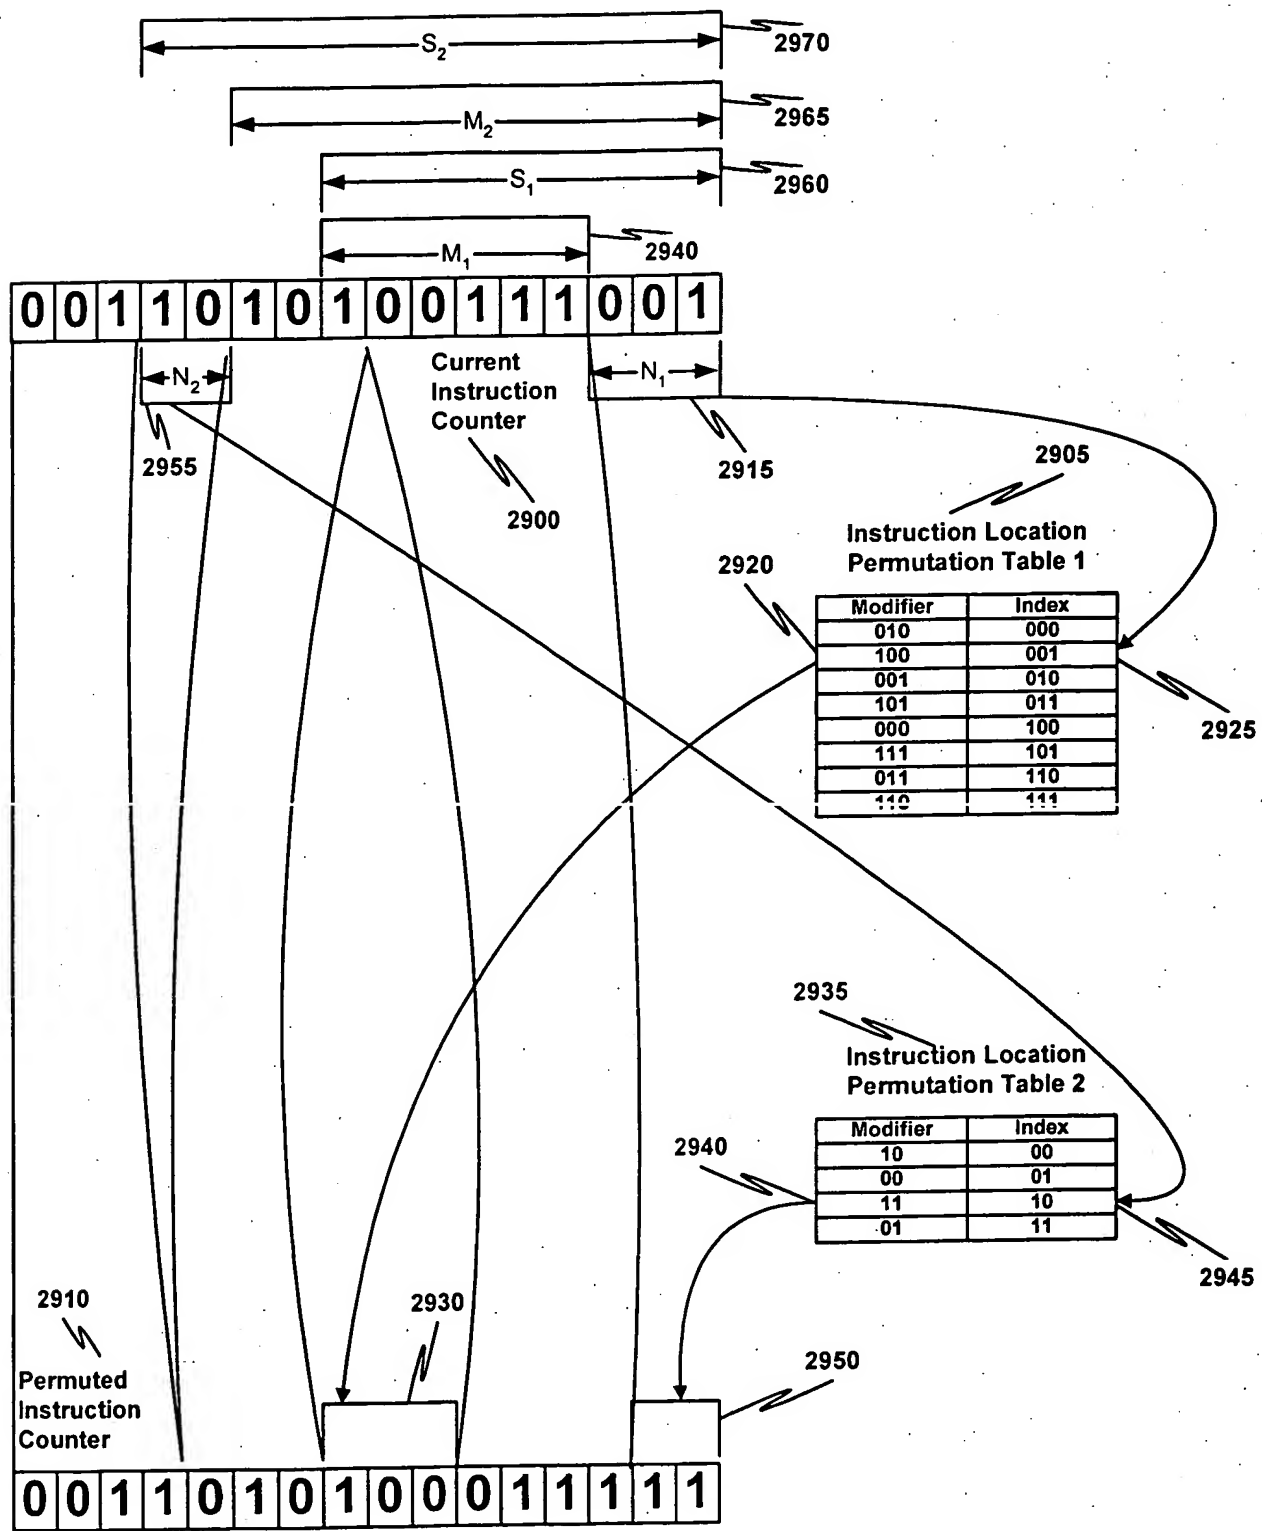 S2
2970
M2
2965
S1
2960
M1
2940
0 0 1 1 0 1 0 1 0 0 1 1 1 0 0 1
N2
Current
Instruction
Counter
N1
2955
2900
2915
2905
Instruction Location
Permutation Table 1
2920
Modifier Index
010 000
100 001
001 010
101 011
000 100
111 101
011 110
110 111
2925
2935
Instruction Location
Permutation Table 2
2940
Modifier Index
10 00
00 01
11 10
01 11
2945
2910
2930
2950
Permuted
Instruction
Counter
0 0 1 1 0 1 0 1 0 0 0 1 1 1 1 1